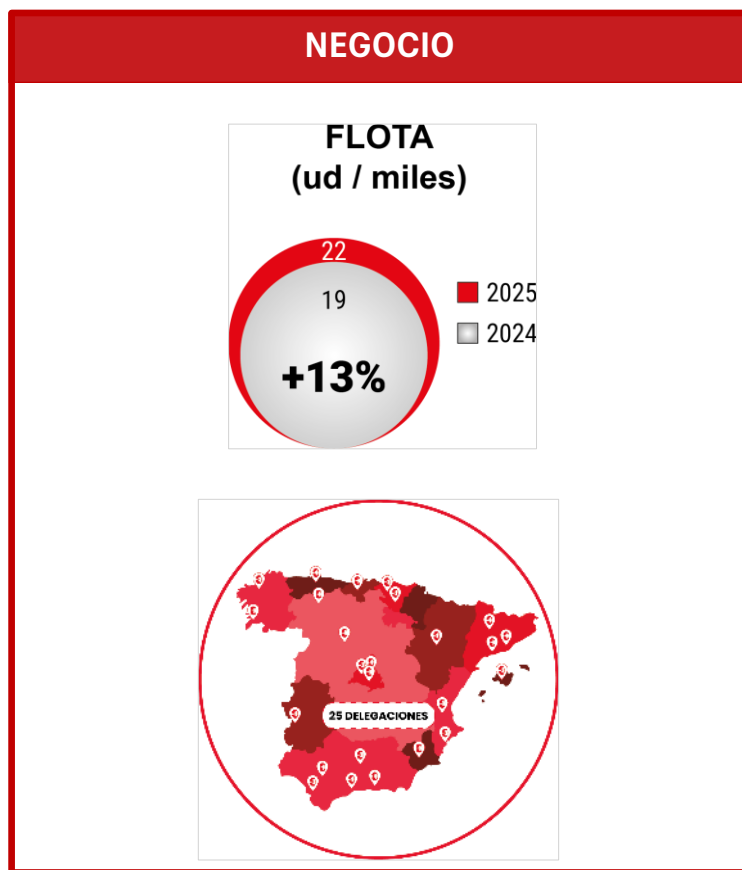 NEGOCIO
FLOTA
(ud / miles)
22
19
+13%
2025
2024
25 DELEGACIONES